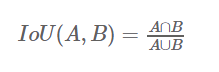 IoU(A, B) = A∩B / A∪B